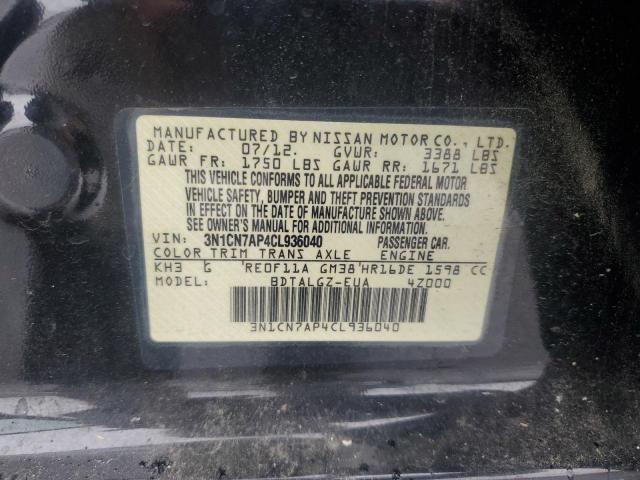 MANUFACTURED BY NISSAN MOTOR CO., LTD.
DATE: 07/12. GVWR: 3388 LBS
GAWR FR: 1750 LBS GAWR RR: 1671 LBS
THIS VEHICLE CONFORMS TO ALL APPLICABLE FEDERAL MOTOR
VEHICLE SAFETY, BUMPER AND THEFT PREVENTION STANDARDS
IN EFFECT ON THE DATE OF MANUFACTURE SHOWN ABOVE.
SEE OWNER'S MANUAL FOR ADDITIONAL INFORMATION.
VIN: 3N1CN7AP4CL936040 PASSENGER CAR.
COLOR TRIM TRANS AXLE ENGINE
KH3 G 'REOF11A GM38'HR16DE 1598 CC
MODEL: BDTALGZ-EUA 4Z000
3N1CN7AP4CL936040